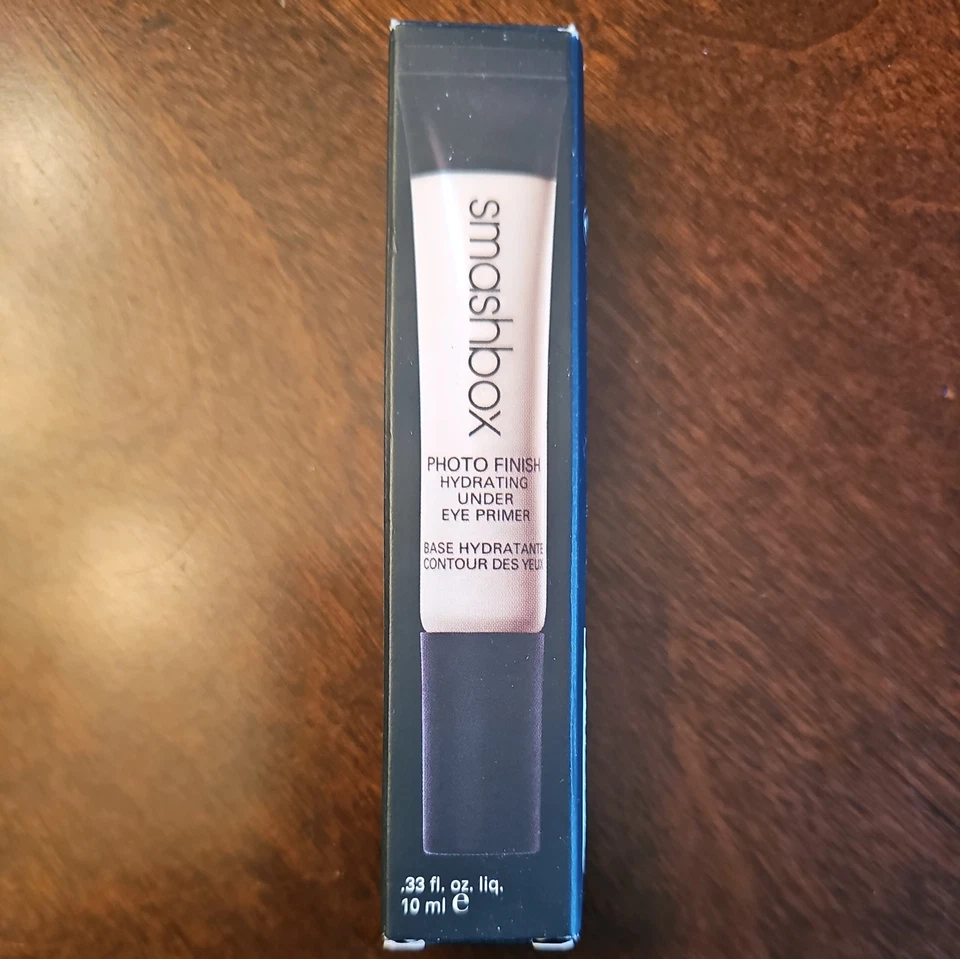 smashbox
PHOTO FINISH
HYDRATING
UNDER
EYE PRIMER
BASE HYDRATANTE
CONTOUR DES YEUX
.33 fl. oz. liq.
10 ml ℮